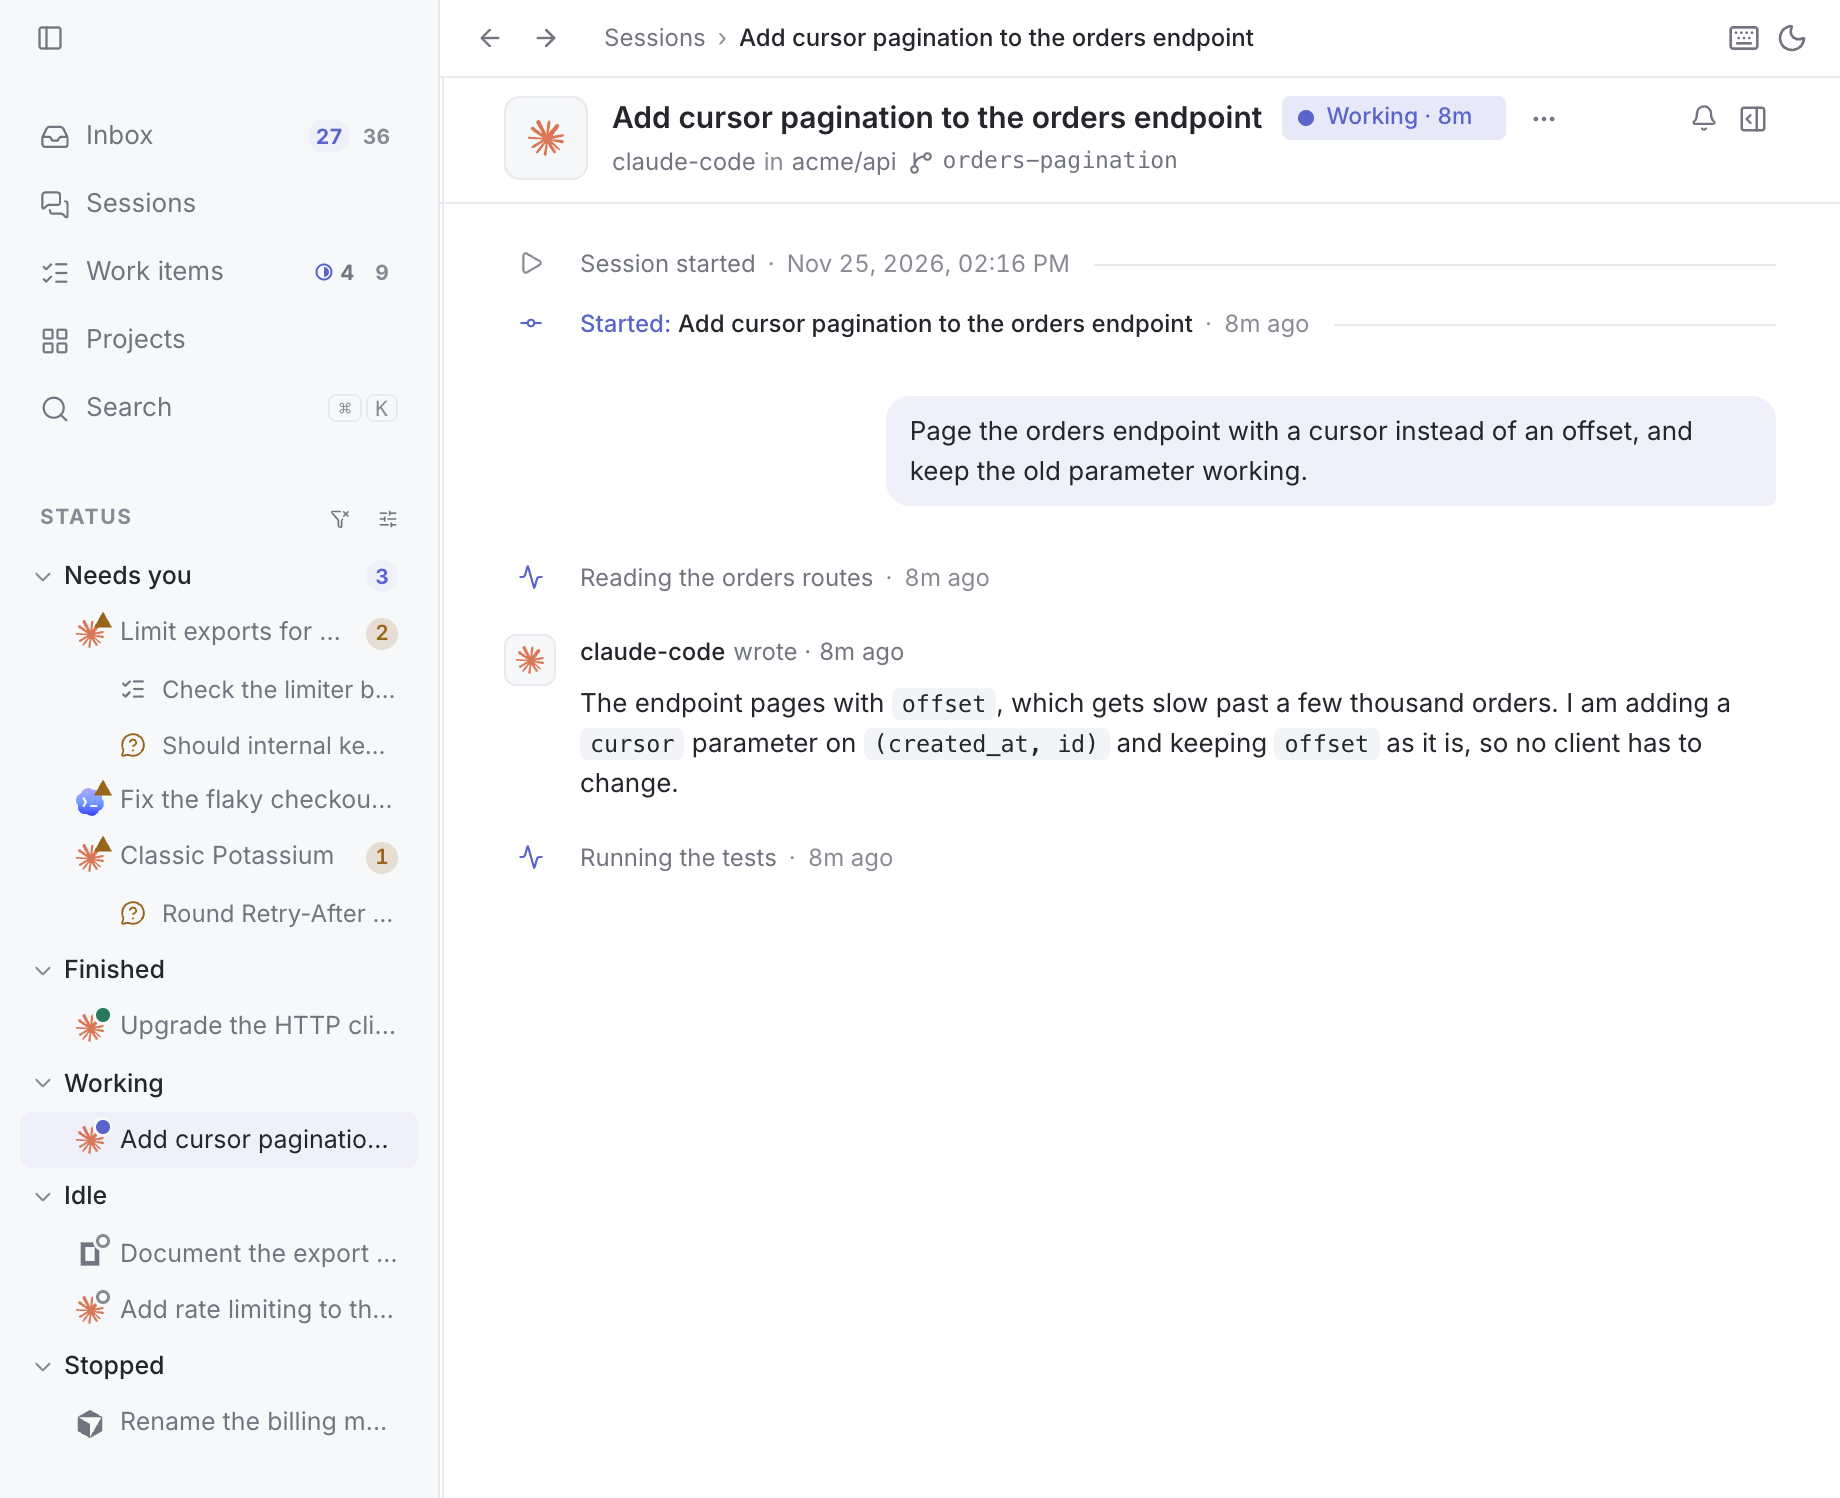 Inbox 27 36
Sessions
Work items 4 9
Projects
Search ⌘ K
STATUS
Needs you 3
Limit exports for ... 2
Check the limiter b...
Should internal ke...
Fix the flaky checkou...
Classic Potassium 1
Round Retry-After ...
Finished
Upgrade the HTTP cli...
Working
Add cursor paginatio...
Idle
Document the export ...
Add rate limiting to th...
Stopped
Rename the billing m...
Sessions › Add cursor pagination to the orders endpoint
Add cursor pagination to the orders endpoint Working · 8m
claude-code in acme/api orders-pagination
Session started · Nov 25, 2026, 02:16 PM
Started: Add cursor pagination to the orders endpoint · 8m ago
Page the orders endpoint with a cursor instead of an offset, and
keep the old parameter working.
Reading the orders routes · 8m ago
claude-code wrote · 8m ago
The endpoint pages with offset, which gets slow past a few thousand orders. I am adding a
cursor parameter on (created_at, id) and keeping offset as it is, so no client has to
change.
Running the tests · 8m ago